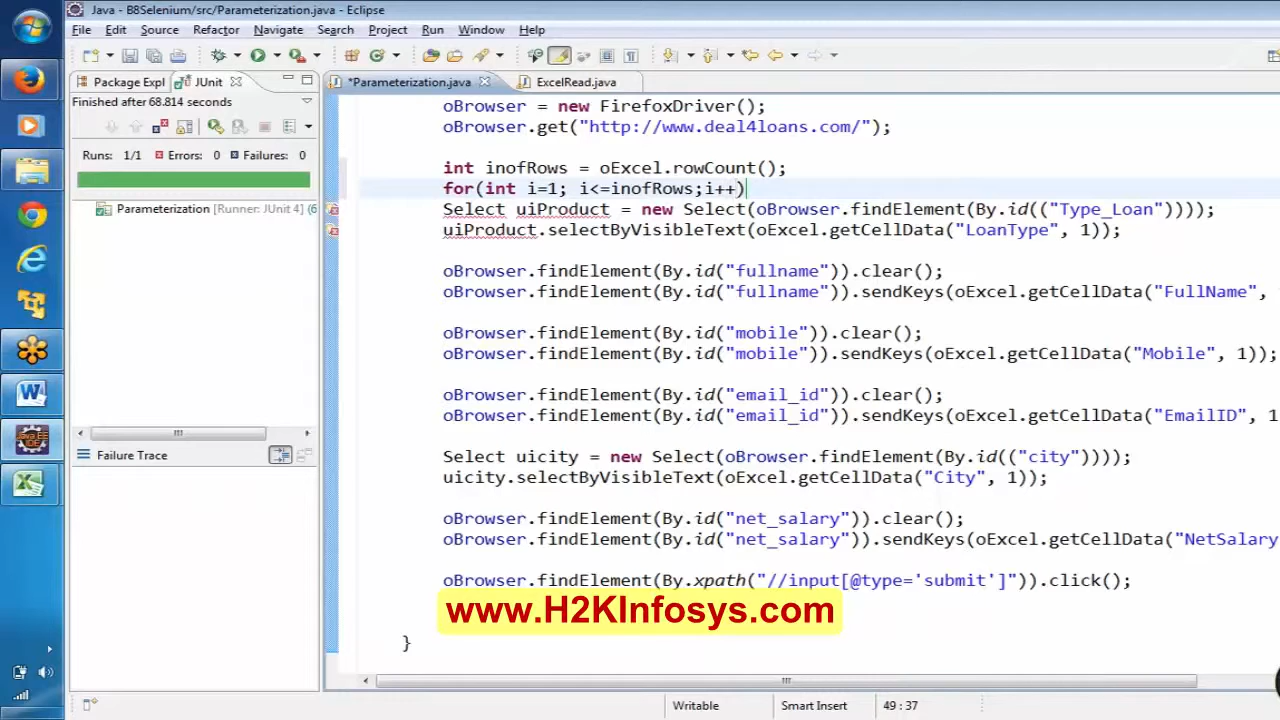 Java - B8Selenium/src/Parameterization.java - Eclipse
File Edit Source Refactor Navigate Search Project Run Window Help
Package Expl JUnit *Parameterization.java ExcelRead.java
Finished after 68.814 seconds
Runs: 1/1 Errors: 0 Failures: 0
Parameterization [Runner: JUnit 4] (6
Failure Trace
oBrowser = new FirefoxDriver();
oBrowser.get("http://www.deal4loans.com/");
int inofRows = oExcel.rowCount();
for(int i=1; i<=inofRows;i++)
Select uiProduct = new Select(oBrowser.findElement(By.id(("Type_Loan"))));
uiProduct.selectByVisibleText(oExcel.getCellData("LoanType", 1));
oBrowser.findElement(By.id("fullname")).clear();
oBrowser.findElement(By.id("fullname")).sendKeys(oExcel.getCellData("FullName",
oBrowser.findElement(By.id("mobile")).clear();
oBrowser.findElement(By.id("mobile")).sendKeys(oExcel.getCellData("Mobile", 1));
oBrowser.findElement(By.id("email_id")).clear();
oBrowser.findElement(By.id("email_id")).sendKeys(oExcel.getCellData("EmailID", 1
Select uicity = new Select(oBrowser.findElement(By.id(("city"))));
uicity.selectByVisibleText(oExcel.getCellData("City", 1));
oBrowser.findElement(By.id("net_salary")).clear();
oBrowser.findElement(By.id("net_salary")).sendKeys(oExcel.getCellData("NetSalary
oBrowser.findElement(By.xpath("//input[@type='submit']")).click();
www.H2KInfosys.com
}
Writable Smart Insert 49 : 37